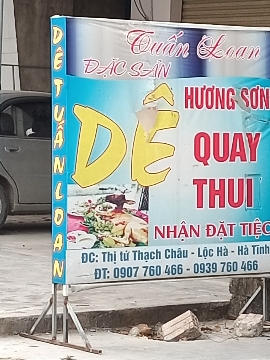 DÊ TUẤN LOAN
Tuấn Loan
ĐẶC SẢN
HƯƠNG SƠN
DÊ
QUAY
THUI
NHẬN ĐẶT TIỆC
ĐC: Thị tứ Thạch Châu - Lộc Hà - Hà Tĩnh
ĐT: 0907 760 466 - 0939 760 466